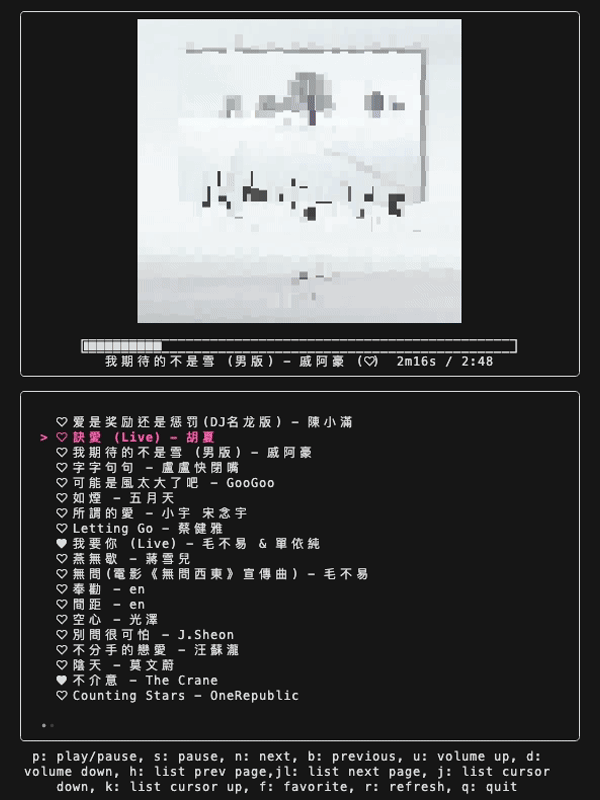 我期待的不是雪 (男版) - 戚阿豪 (♡) 2m16s / 2:48
♡ 爱是奖励还是惩罚(DJ名龙版) - 陳小滿
> ♡ 訣愛 (Live) - 胡夏
♡ 我期待的不是雪 (男版) - 戚阿豪
♡ 字字句句 - 盧盧快閉嘴
♡ 可能是風太大了吧 - GooGoo
♡ 如煙 - 五月天
♡ 所謂的愛 - 小宇 宋念宇
♡ Letting Go - 蔡健雅
♥ 我要你 (Live) - 毛不易 & 單依純
♡ 燕無歇 - 蔣雪兒
♡ 無問(電影《無問西東》宣傳曲) - 毛不易
♡ 奉勸 - en
♡ 間距 - en
♡ 空心 - 光澤
♡ 別問很可怕 - J.Sheon
♡ 不分手的戀愛 - 汪蘇瀧
♡ 陰天 - 莫文蔚
♥ 不介意 - The Crane
♡ Counting Stars - OneRepublic
p: play/pause, s: pause, n: next, b: previous, u: volume up, d:
volume down, h: list prev page,jl: list next page, j: list cursor
down, k: list cursor up, f: favorite, r: refresh, q: quit